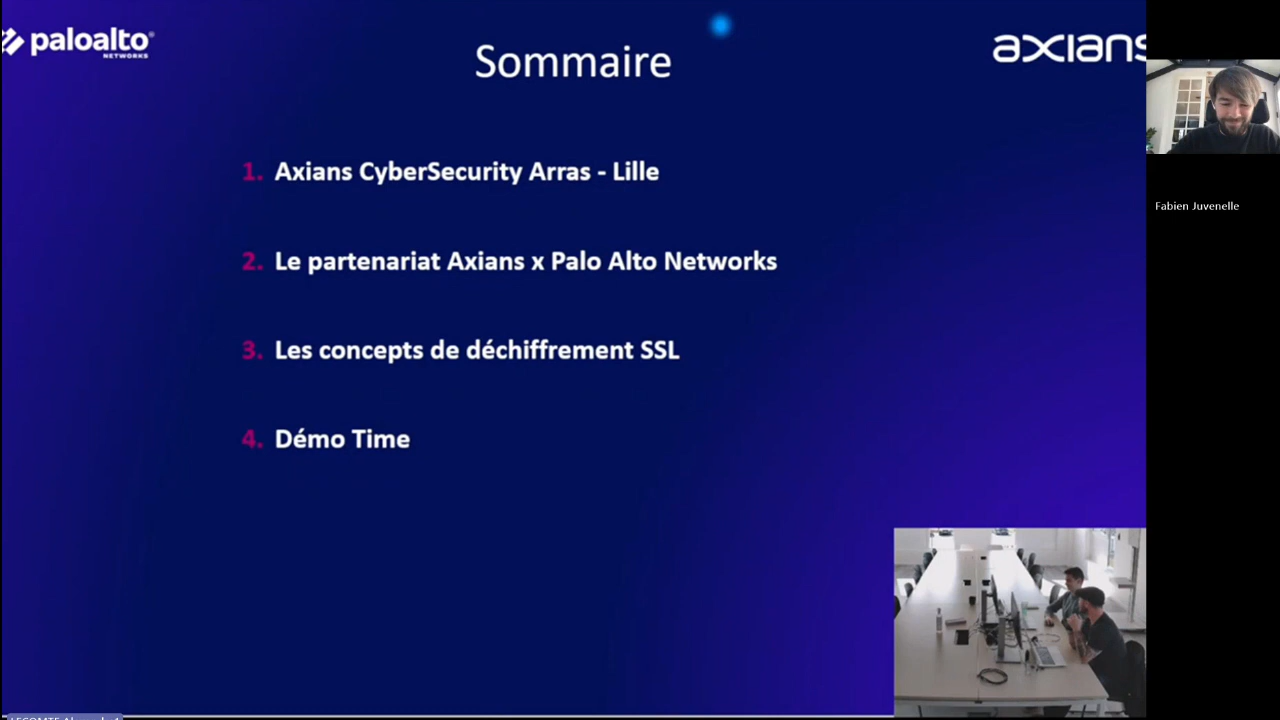 paloalto
NETWORKS
Sommaire
axians
1. Axians CyberSecurity Arras - Lille
2. Le partenariat Axians x Palo Alto Networks
3. Les concepts de déchiffrement SSL
4. Démo Time
Fabien Juvenelle